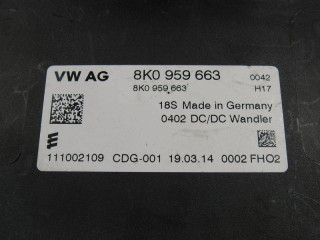 VW AG 8K0 959 663 0042
8K0 959 663 H17
18S Made in Germany
0402 DC/DC Wandler
111002109 CDG-001 19.03.14 0002 FH02